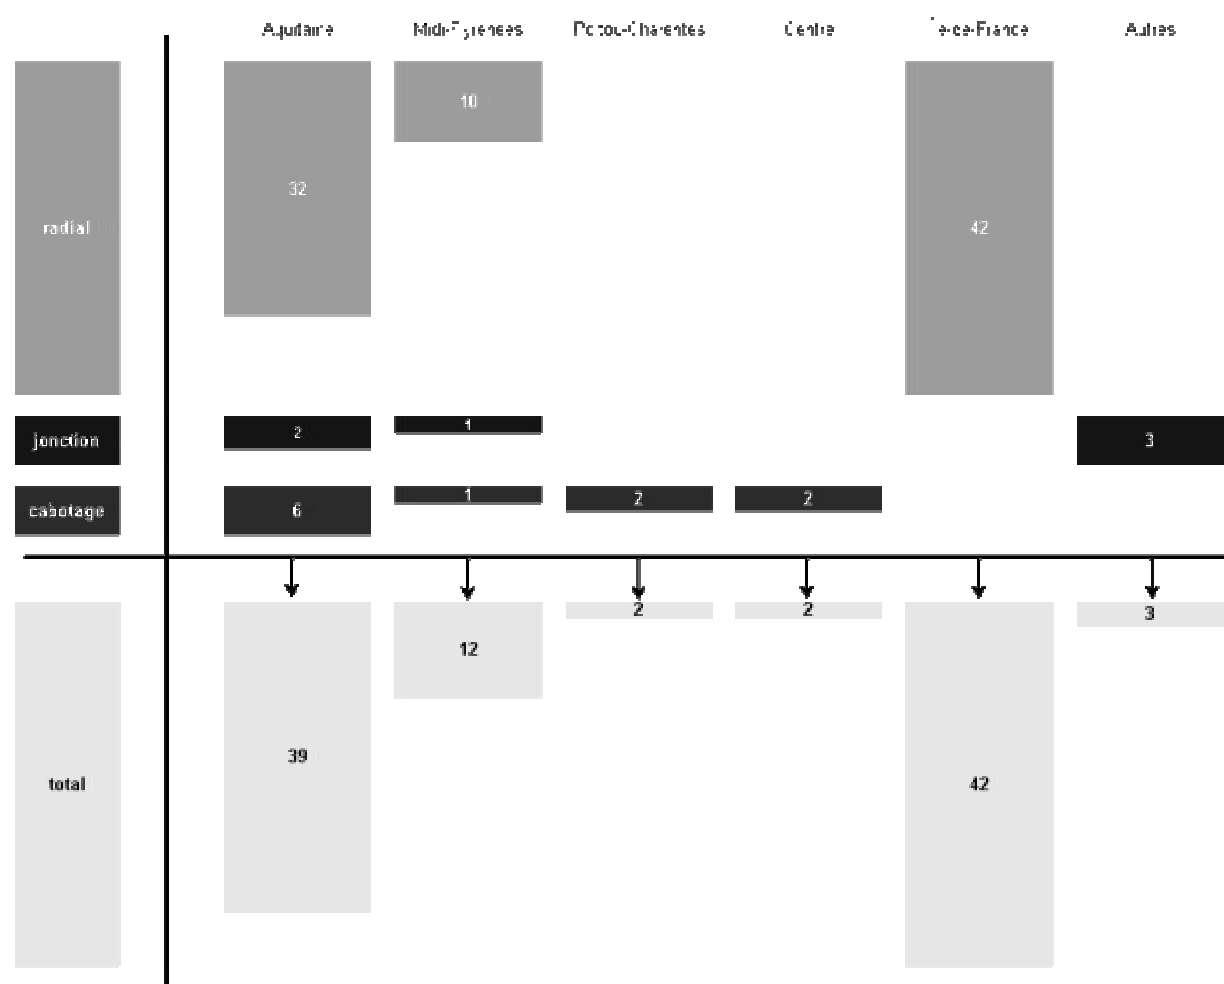 Aquitaine Midi-Pyrénées Poitou-Charentes Centre Île-de-France Autres
10
32
radial 42
2 1
jonction 3
1 2 2
cabotage 6
2 2 3
12
39
total 42